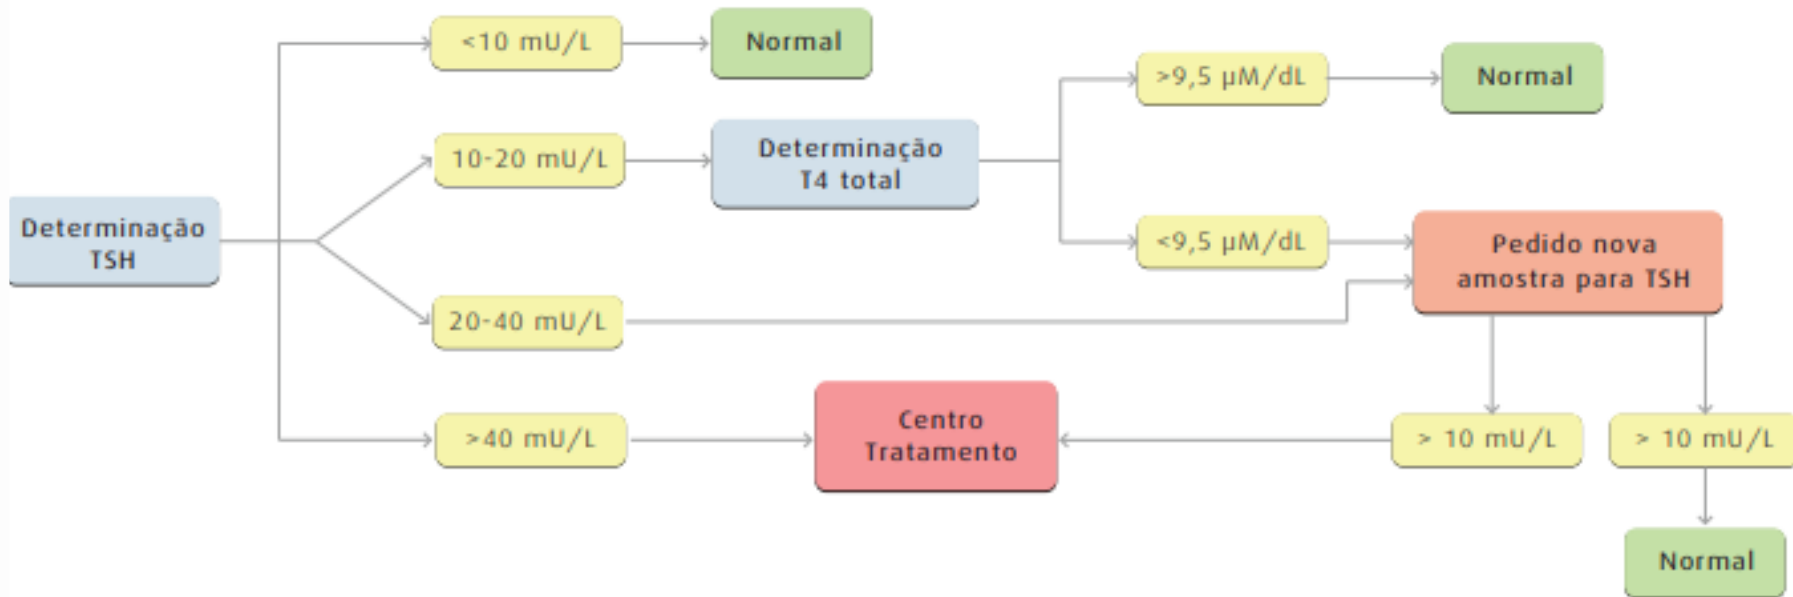 <10 mU/L
Normal
>9,5 µM/dL
Normal
10-20 mU/L
Determinação
T4 total
Determinação
TSH
<9,5 µM/dL
Pedido nova
amostra para TSH
20-40 mU/L
>40 mU/L
Centro
Tratamento
> 10 mU/L
> 10 mU/L
Normal